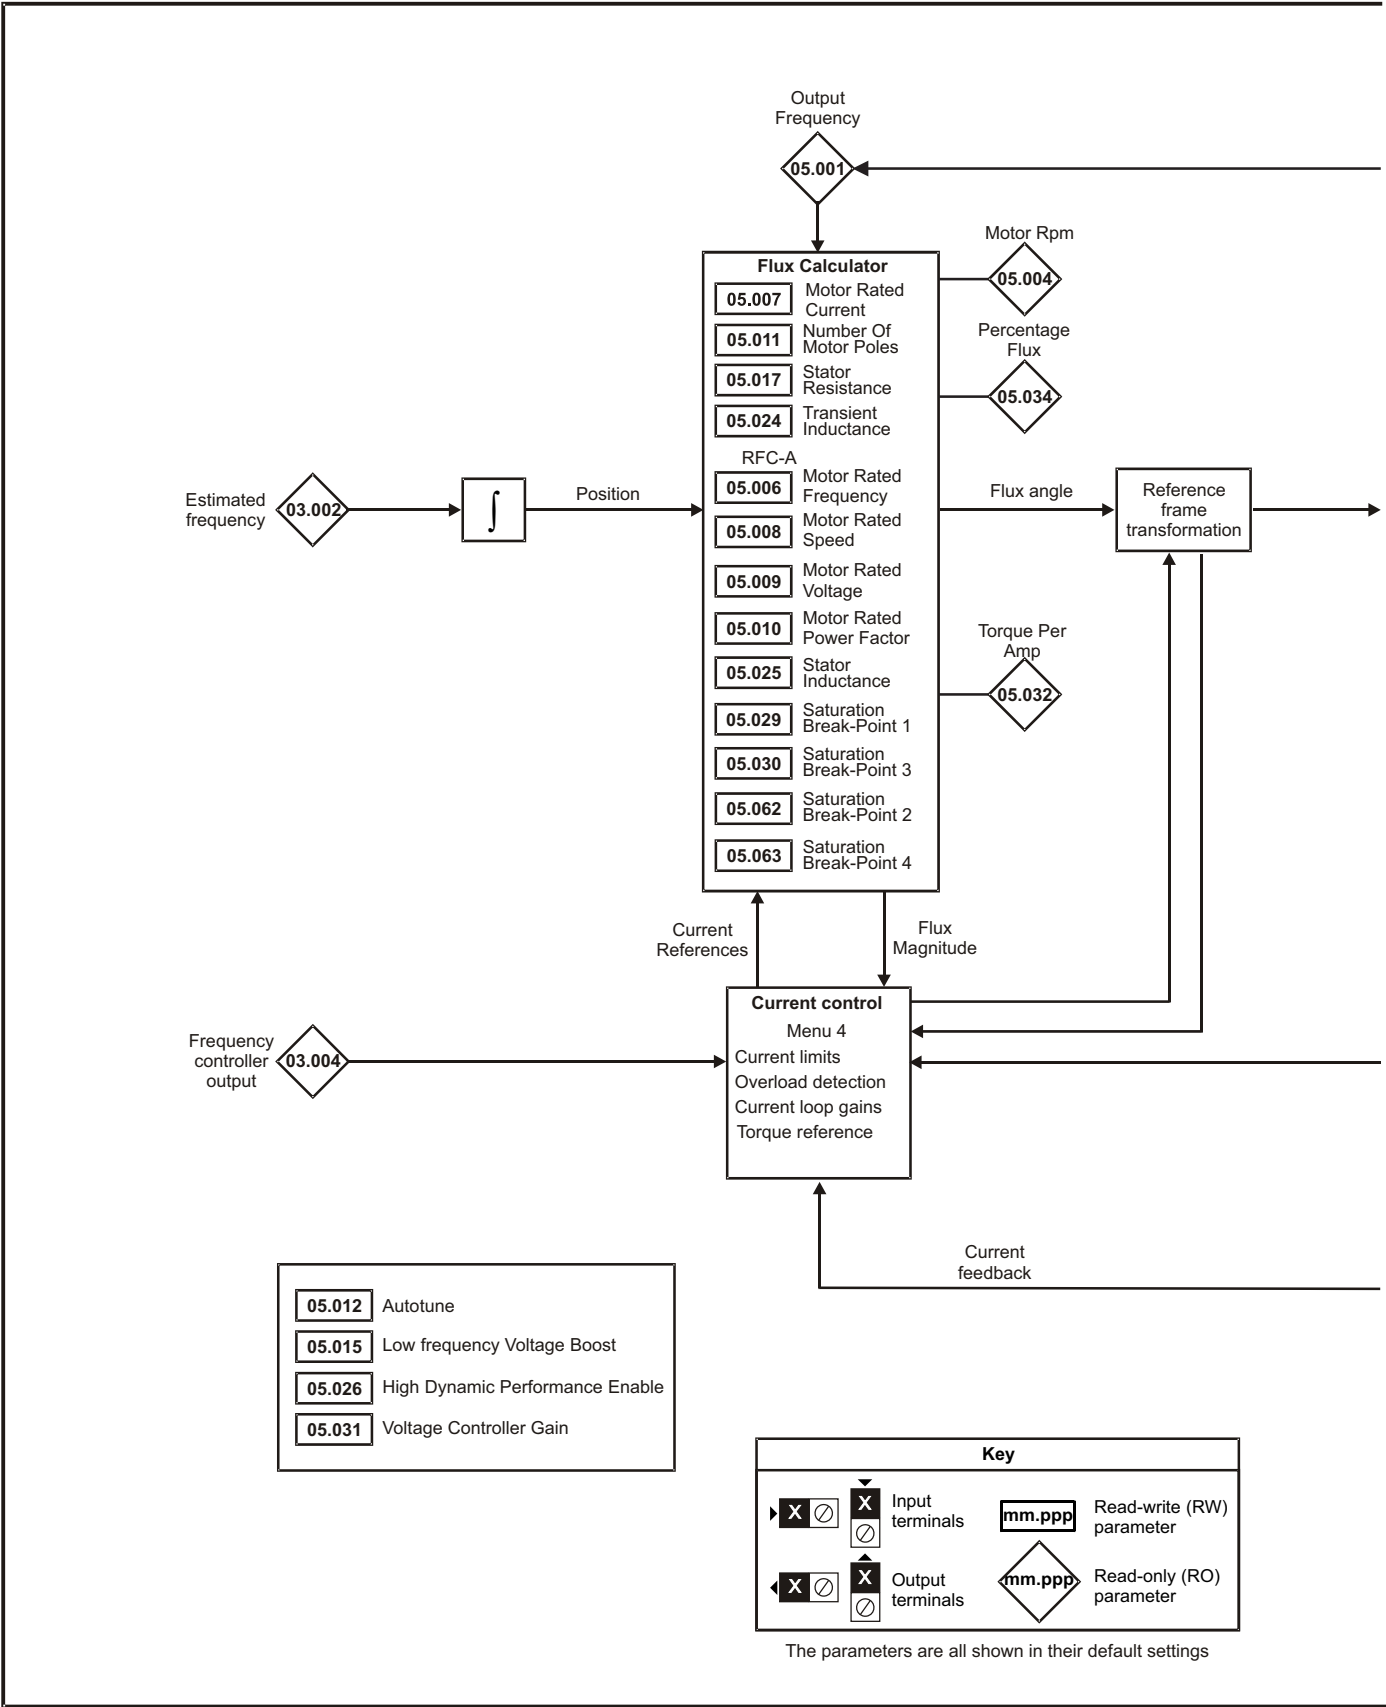 Output
Frequency
05.001
Motor Rpm
05.004
Percentage
Flux
05.034
Flux Calculator
05.007 Motor Rated
Current
05.011 Number Of
Motor Poles
05.017 Stator
Resistance
05.024 Transient
Inductance
RFC-A
05.006 Motor Rated
Frequency
05.008 Motor Rated
Speed
05.009 Motor Rated
Voltage
05.010 Motor Rated
Power Factor
05.025 Stator
Inductance
05.029 Saturation
Break-Point 1
05.030 Saturation
Break-Point 3
05.062 Saturation
Break-Point 2
05.063 Saturation
Break-Point 4
Estimated
frequency
03.002
∫
Position
Flux angle
Reference
frame
transformation
Torque Per
Amp
05.032
Current
References
Flux
Magnitude
Frequency
controller
output
03.004
Current control
Menu 4
Current limits
Overload detection
Current loop gains
Torque reference
Current
feedback
05.012 Autotune
05.015 Low frequency Voltage Boost
05.026 High Dynamic Performance Enable
05.031 Voltage Controller Gain
Key
X X Input
terminals
mm.ppp Read-write (RW)
parameter
X X Output
terminals
mm.ppp Read-only (RO)
parameter
The parameters are all shown in their default settings